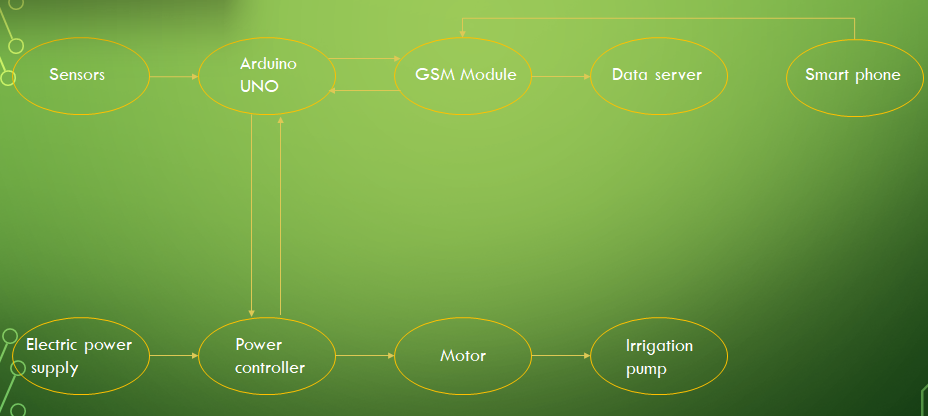 Sensors
Arduino
UNO
GSM Module
Data server
Smart phone
Electric power
supply
Power
controller
Motor
Irrigation
pump